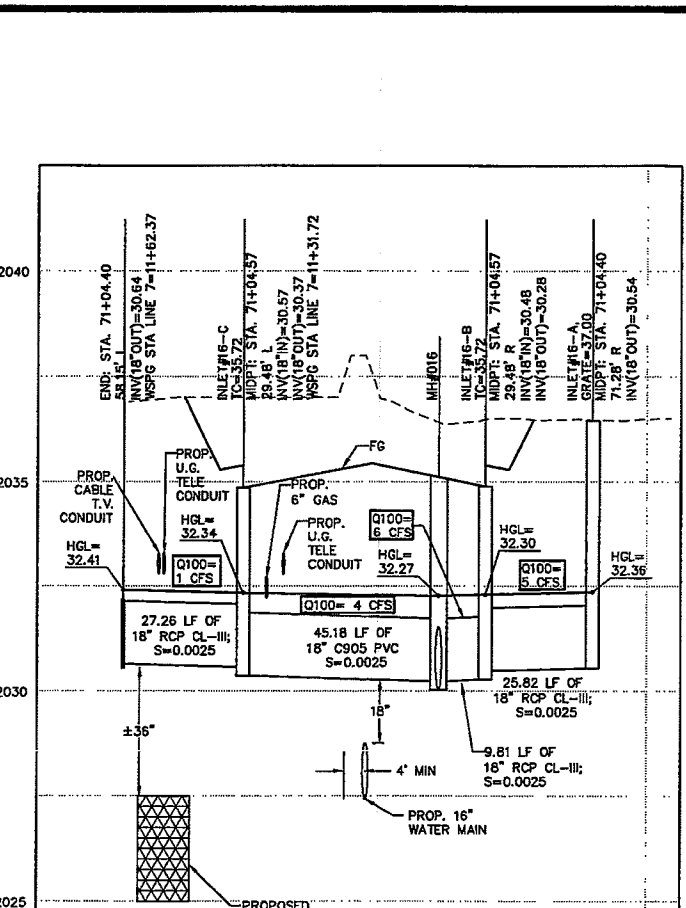 2040
2035
2030
2025
END: STA. 71+04.40
58.15' L
INV(18"OUT)=30.64
WSPG STA LINE 7=11+62.37
INLET#16-C
TC=35.72
MIDPT: STA. 71+04.57
29.48' L
INV(18"IN)=30.57
INV(18"OUT)=30.37
WSPG STA LINE 7=11+31.72
MH#016
INLET#16-B
TC=35.72
MIDPT: STA. 71+04.57
29.48' R
INV(18"IN)=30.48
INV(18"OUT)=30.28
INLET#16-A
GRATE=37.00
MIDPT: STA. 71+04.40
71.28' R
INV(18"OUT)=30.54
FG
PROP.
U.G.
TELE
CONDUIT
PROP.
CABLE
T.V.
CONDUIT
PROP.
6" GAS
PROP.
U.G.
TELE
CONDUIT
HGL=
32.41
Q100=
1 CFS
HGL=
32.34
Q100= 4 CFS
Q100=
6 CFS
HGL=
32.27
HGL=
32.30
Q100=
5 CFS
HGL=
32.36
27.26 LF OF
18" RCP CL-III;
S=0.0025
45.18 LF OF
18" C905 PVC
S=0.0025
25.82 LF OF
18" RCP CL-III;
S=0.0025
9.81 LF OF
18" RCP CL-III;
S=0.0025
±36"
18"
4' MIN
PROP. 16"
WATER MAIN
PROPOSED